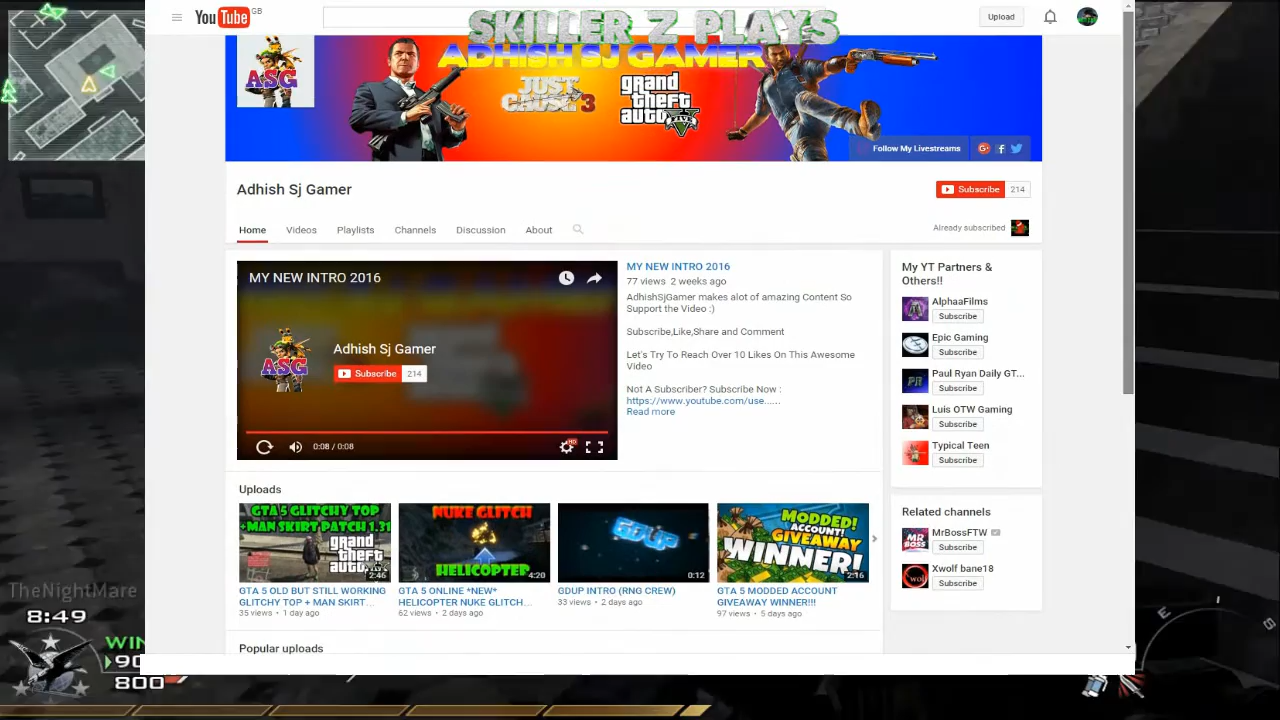 SKILLER Z PLAYS
YouTube GB
Upload
ASG
ADHISH SJ GAMER
JUST CAUSE 3
grand theft auto V FIVE
Follow My Livestreams
Adhish Sj Gamer
Subscribe 214
Home Videos Playlists Channels Discussion About
Already subscribed
MY NEW INTRO 2016
ASG
Adhish Sj Gamer
Subscribe 214
0:08 / 0:08
HD
MY NEW INTRO 2016
77 views 2 weeks ago
AdhishSjGamer makes alot of amazing Content So
Support the Video :)
Subscribe,Like,Share and Comment
Let's Try To Reach Over 10 Likes On This Awesome
Video
Not A Subscriber? Subscribe Now :
https://www.youtube.com/use......
Read more
My YT Partners &
Others!!
AlphaaFilms
Subscribe
Epic Gaming
Subscribe
Paul Ryan Daily GT...
Subscribe
Luis OTW Gaming
Subscribe
Typical Teen
Subscribe
Related channels
MrBossFTW
Subscribe
Xwolf bane18
Subscribe
Uploads
GTA 5 GLITCHY TOP
+MAN SKIRT PATCH 1.31
grand theft auto
2:46
GTA 5 OLD BUT STILL WORKING
GLITCHY TOP + MAN SKIRT...
35 views • 1 day ago
NUKE GLITCH
HELICOPTER
4:20
GTA 5 ONLINE *NEW*
HELICOPTER NUKE GLITCH...
62 views • 2 days ago
GDUP
0:12
GDUP INTRO (RNG CREW)
33 views • 2 days ago
MODDED!
ACCOUNT!
GIVEAWAY
WINNER!
2:16
GTA 5 MODDED ACCOUNT
GIVEAWAY WINNER!!!
97 views • 5 days ago
Popular uploads
TheNightMare
8:49
WIN
90
800
E
S